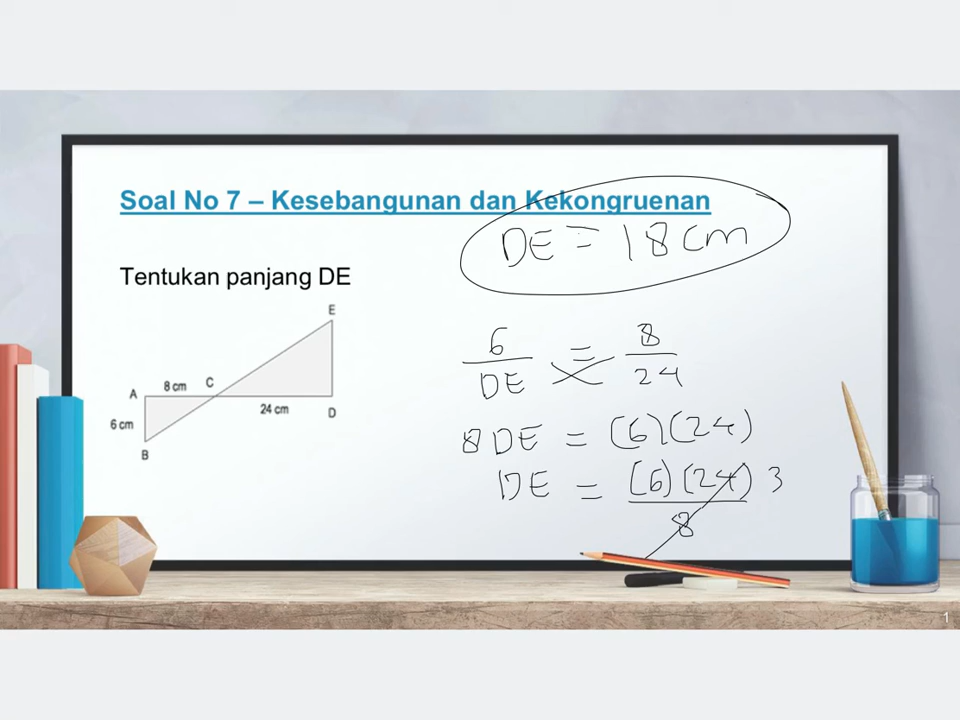 Soal No 7 – Kesebangunan dan Kekongruenan
DE = 18 cm
Tentukan panjang DE
E
A 8 cm C
24 cm D
6 cm
B
6/DE = 8/24
8 DE = (6)(24)
DE = (6)(24) 3
8
1